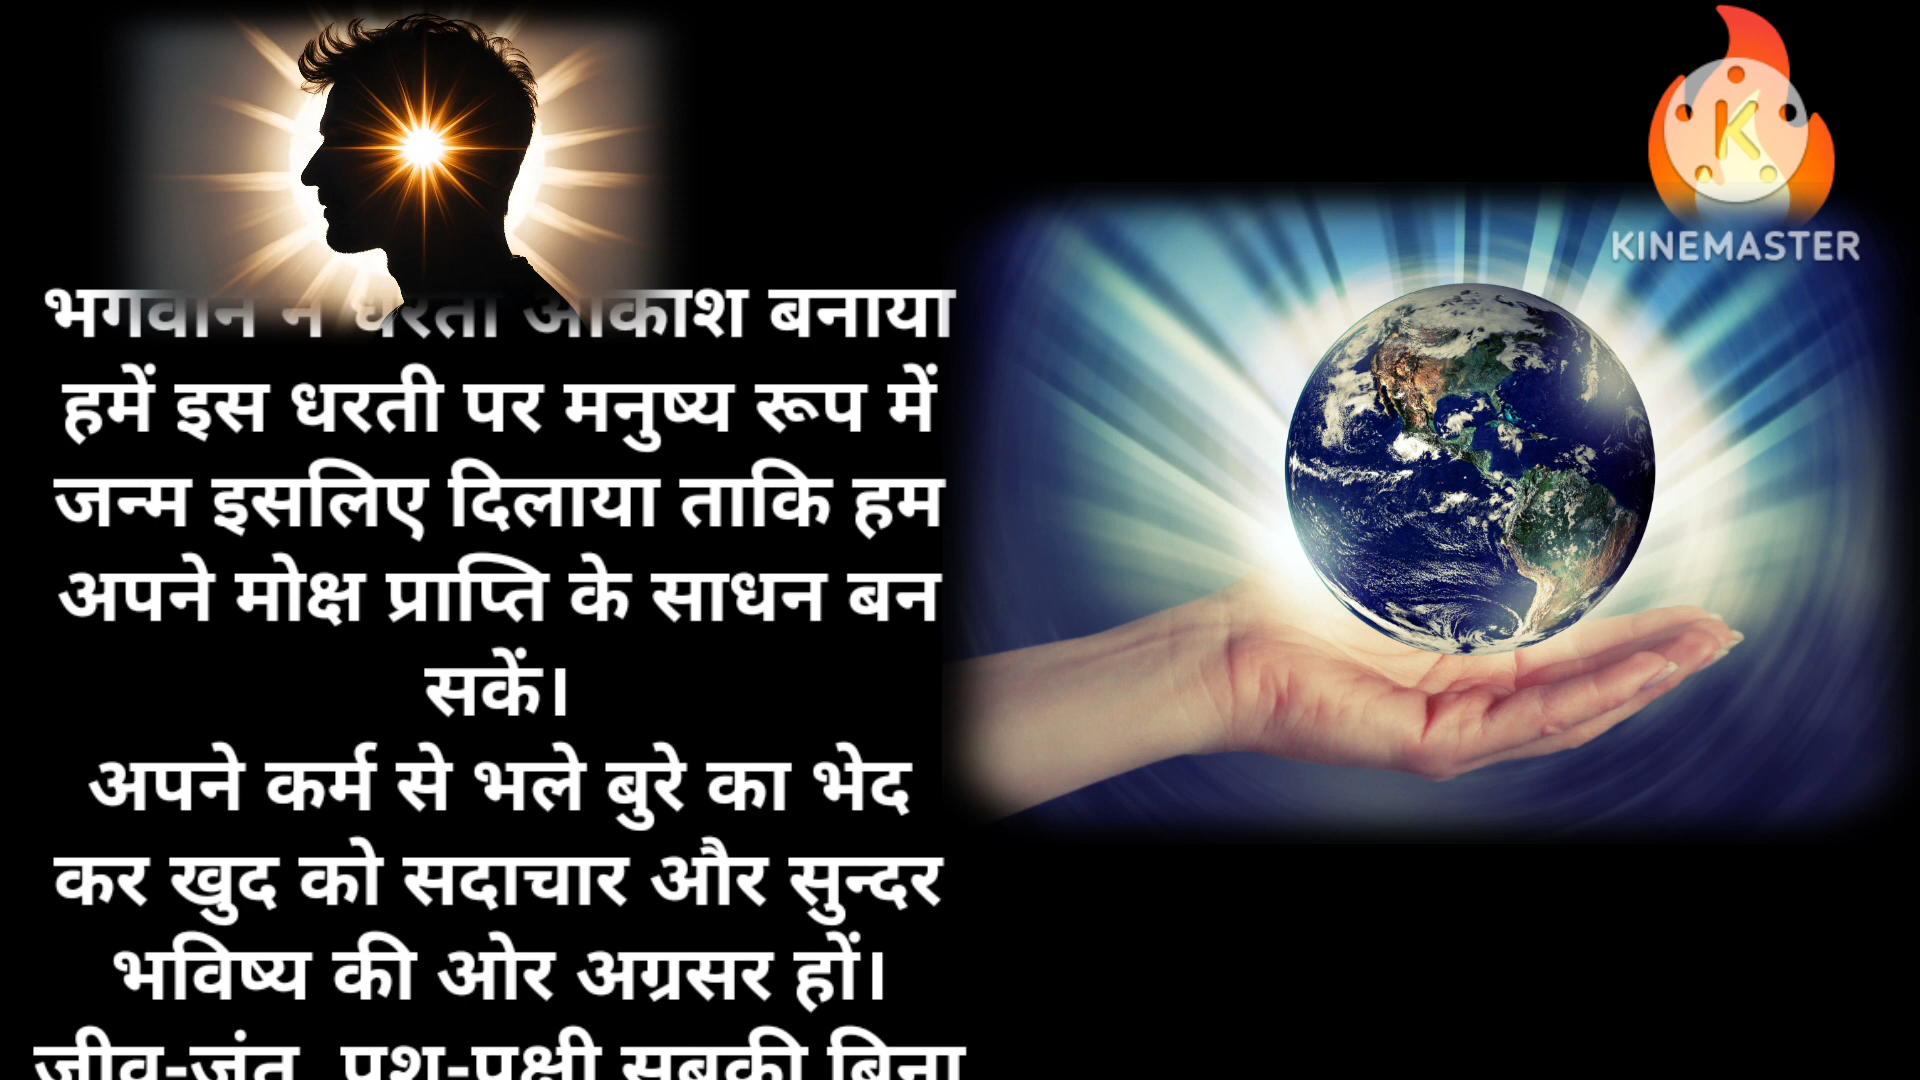 भगवान ने धरती आकाश बनाया
हमें इस धरती पर मनुष्य रूप में
जन्म इसलिए दिलाया ताकि हम
अपने मोक्ष प्राप्ति के साधन बन
सकें।
अपने कर्म से भले बुरे का भेद
कर खुद को सदाचार और सुन्दर
भविष्य की ओर अग्रसर हों।
जीव-जंतु, पशु-पक्षी सबकी बिना
K
KINEMASTER